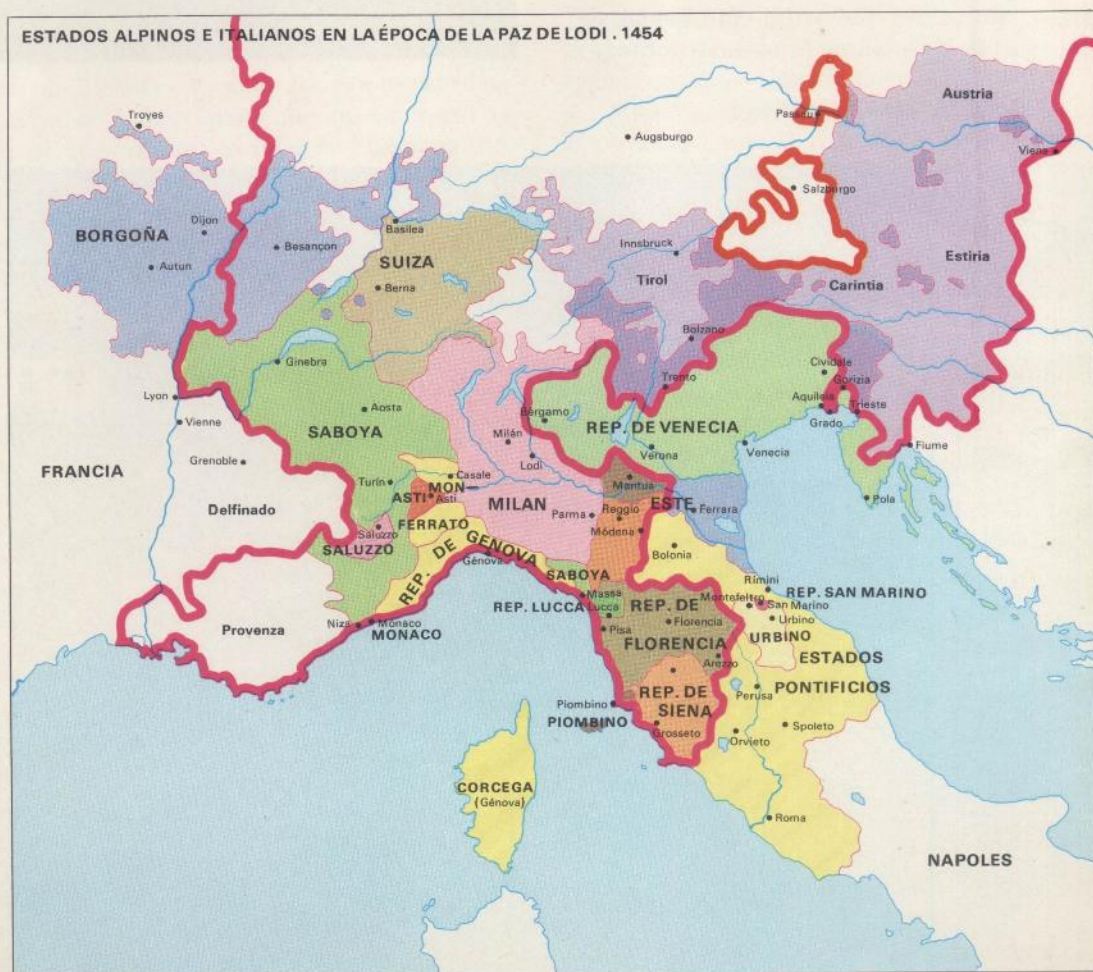 ESTADOS ALPINOS E ITALIANOS EN LA ÉPOCA DE LA PAZ DE LODI . 1454
Troyes
Augsburgo
Passau
Austria
Viena
Salzburgo
BORGOÑA
Dijon
Besançon
Autun
Basilea
SUIZA
Berna
Innsbruck
Tirol
Estiria
Carintia
Bolzano
Ginebra
Trento
Cividale
Gorizia
Aquileia
Trieste
Grado
Lyon
Vienne
Aosta
SABOYA
Bérgamo
REP. DE VENECIA
Milán
Lodi
Verona
Venecia
Fiume
FRANCIA
Grenoble
Turín
Casale
MON-
ASTI
Asti
FERRATO
MILAN
Mantua
ESTE
Reggio
Ferrara
Parma
Módena
Pola
Delfinado
Saluzzo
SALUZZO
REP. DE GENOVA
Génova
Bolonia
SABOYA
Massa
REP. LUCCA
Lucca
Rimini
REP. SAN MARINO
Montefeltro
San Marino
Urbino
URBINO
Provenza
Niza
Mónaco
MONACO
REP. DE
Florencia
FLORENCIA
Pisa
Arezzo
ESTADOS
PONTIFICIOS
REP. DE
SIENA
Perusa
Piombino
PIOMBINO
Grosseto
Orvieto
Spoleto
CORCEGA
(Génova)
Roma
NAPOLES